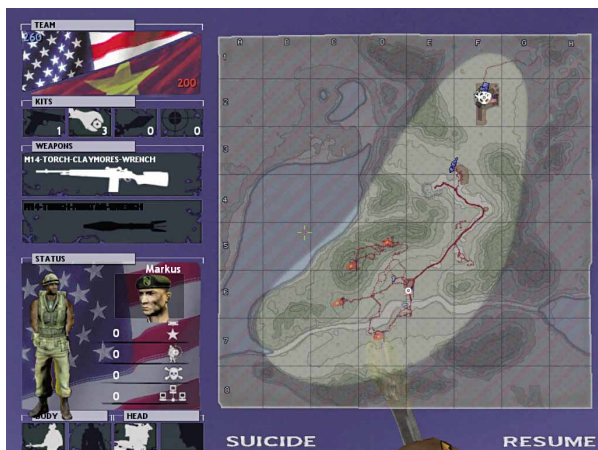 TEAM
260
200
KITS
1 3 0 0
WEAPONS
M14-TORCH-CLAYMORES-WRENCH
STATUS
Markus
0
0
0
0
BODY HEAD
A B C D E F G H
1
2
3
4
5
6
7
8
SUICIDE RESUME